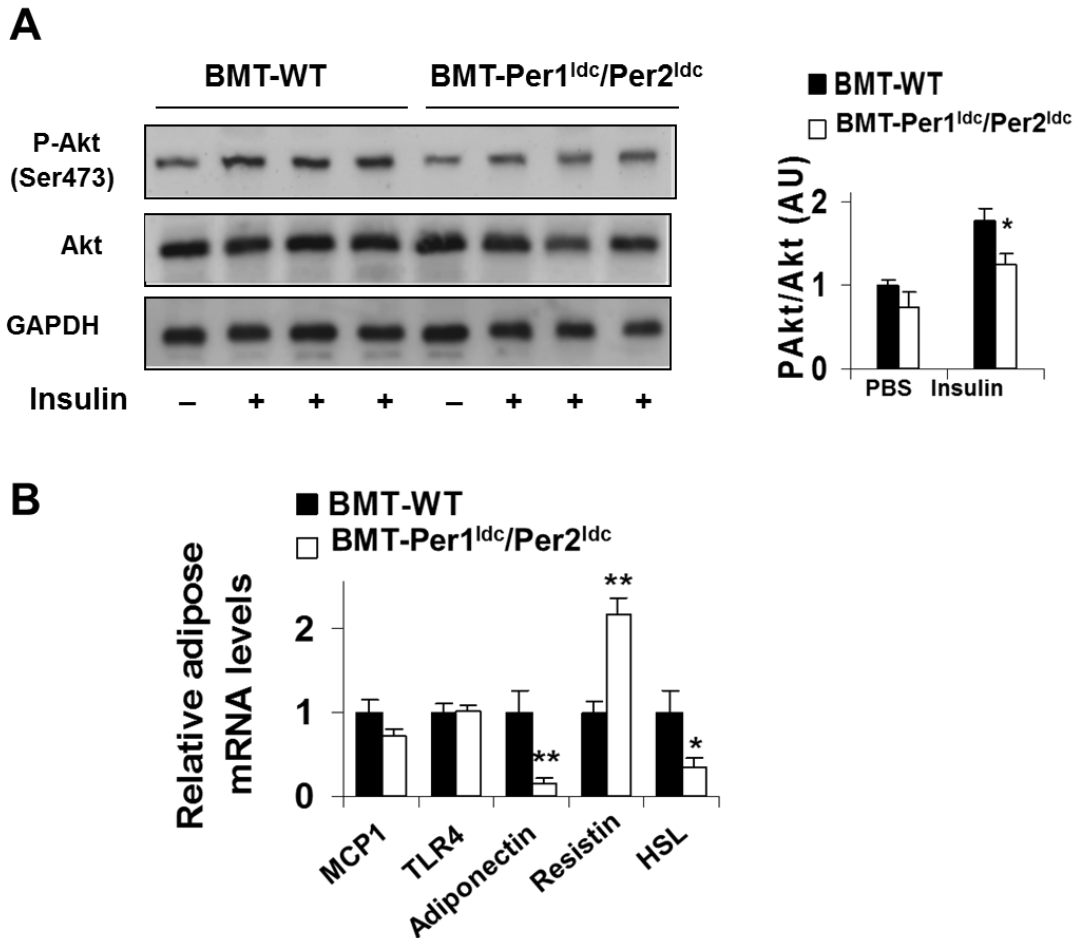 A
BMT-WT
BMT-Per1ldc/Per2ldc
P-Akt
(Ser473)
Akt
GAPDH
Insulin – + + + – + + +
BMT-WT
BMT-Per1ldc/Per2ldc
PAkt/Akt (AU)
2
*
1
0
PBS Insulin
B
BMT-WT
BMT-Per1ldc/Per2ldc
Relative adipose
mRNA levels
**
2
1
**
*
0
MCP1
TLR4
Adiponectin
Resistin
HSL